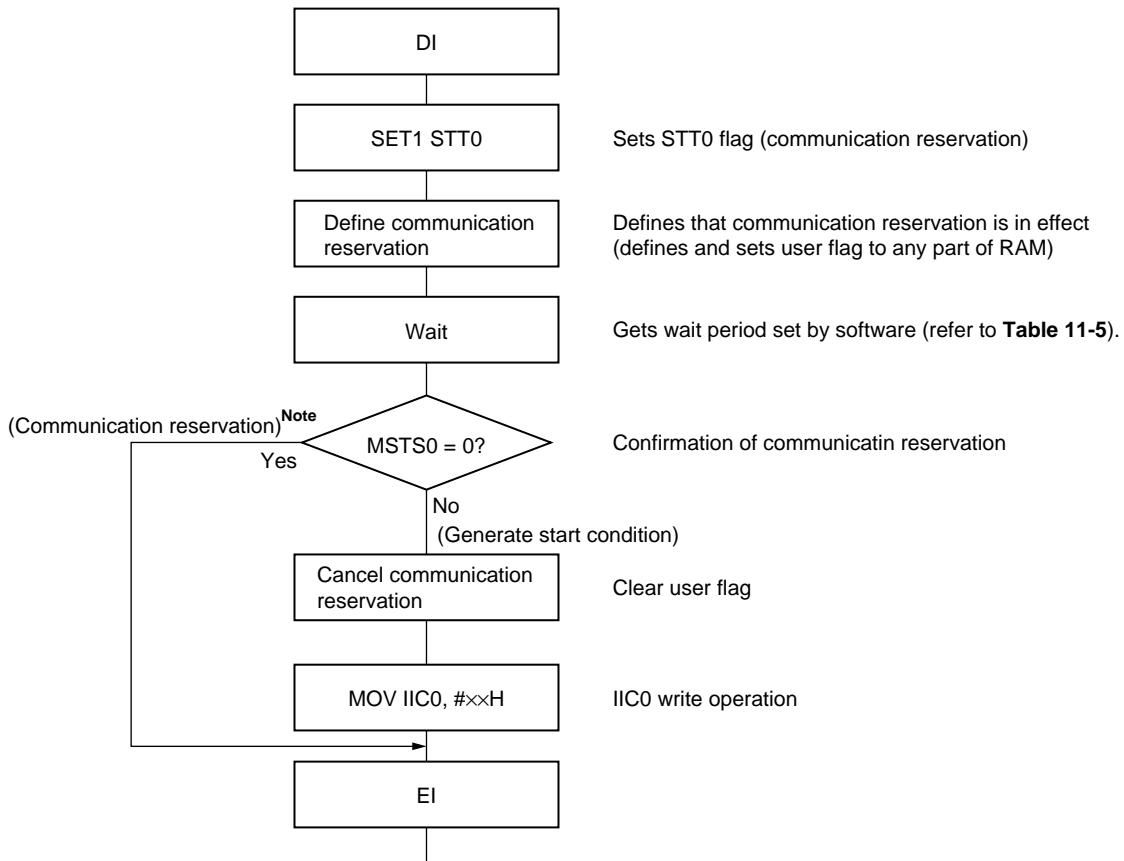 DI
SET1 STT0
Sets STT0 flag (communication reservation)
Define communication
reservation
Defines that communication reservation is in effect
(defines and sets user flag to any part of RAM)
Wait
Gets wait period set by software (refer to Table 11-5).
(Communication reservation)Note
Yes
MSTS0 = 0?
Confirmation of communicatin reservation
No
(Generate start condition)
Cancel communication
reservation
Clear user flag
MOV IIC0, #××H
IIC0 write operation
EI